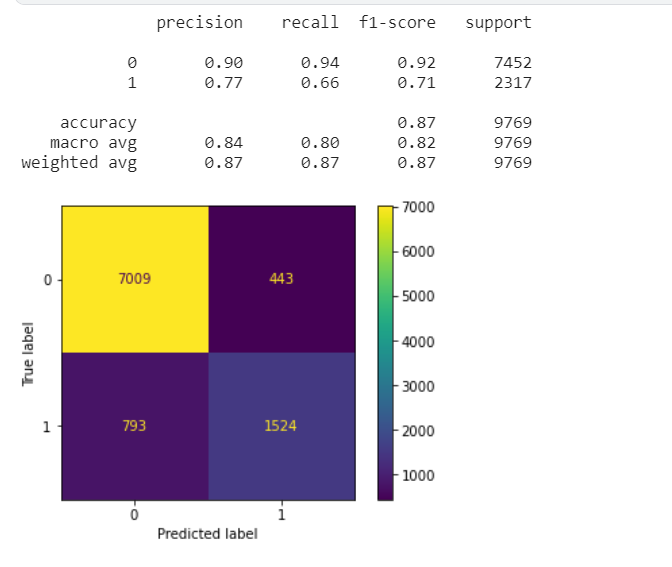 precision recall f1-score support
0 0.90 0.94 0.92 7452
1 0.77 0.66 0.71 2317
accuracy 0.87 9769
macro avg 0.84 0.80 0.82 9769
weighted avg 0.87 0.87 0.87 9769
7000
6000
5000
4000
3000
2000
1000
True label
0
7009 443
1
793 1524
0 1
Predicted label